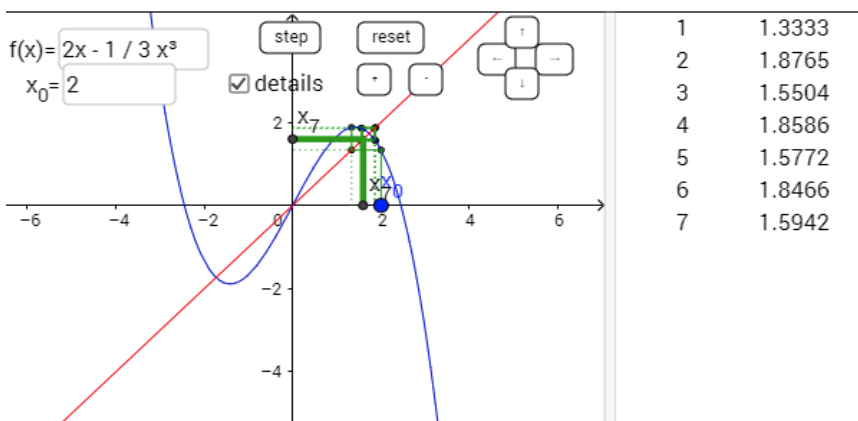 f(x)= 2x - 1 / 3 x³
x₀= 2
step
reset
details
+
-
↑
←
→
↓
x₇
x₇
x₀
2
−2
−4
−6
−4
−2
0
2
4
6
1 1.3333
2 1.8765
3 1.5504
4 1.8586
5 1.5772
6 1.8466
7 1.5942